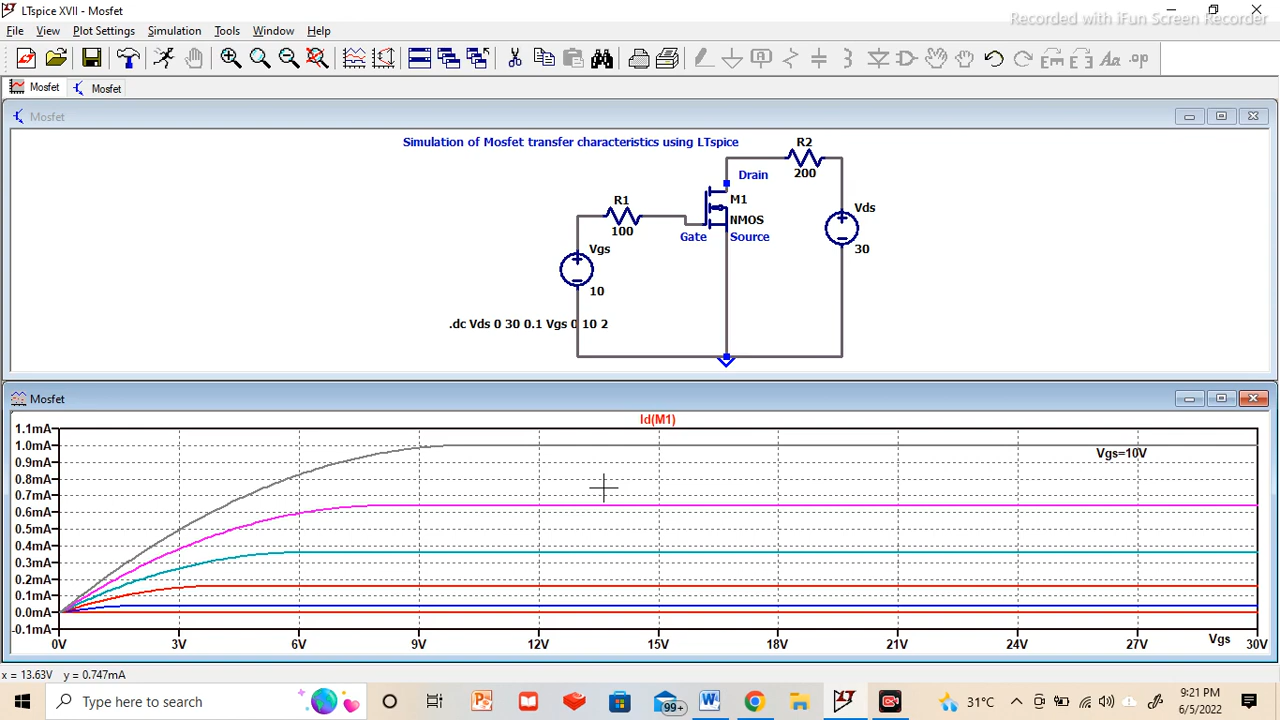 LTspice XVII - Mosfet
Recorded with iFun Screen Recorder
File View Plot Settings Simulation Tools Window Help
Mosfet Mosfet
Mosfet
Simulation of Mosfet transfer characteristics using LTspice
R2
200
Drain
M1
NMOS
Gate Source
R1
100
Vgs
10
Vds
30
.dc Vds 0 30 0.1 Vgs 0 10 2
Mosfet
Id(M1)
1.1mA
1.0mA
0.9mA
0.8mA
0.7mA
0.6mA
0.5mA
0.4mA
0.3mA
0.2mA
0.1mA
0.0mA
-0.1mA
Vgs=10V
Vgs
0V 3V 6V 9V 12V 15V 18V 21V 24V 27V 30V
x = 13.63V y = 0.747mA
Type here to search
99+
31°C
9:21 PM
6/5/2022